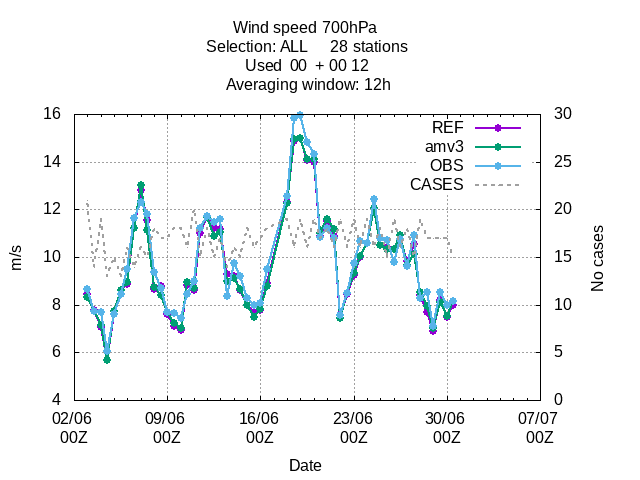 Wind speed 700hPa
Selection: ALL 28 stations
Used 00 + 00 12
Averaging window: 12h
16 30
REF
amv3
14 25
OBS
CASES
12 20
m/s
10 15
No cases
8 10
6 5
4 0
02/06 09/06 16/06 23/06 30/06 07/07
00Z 00Z 00Z 00Z 00Z 00Z
Date